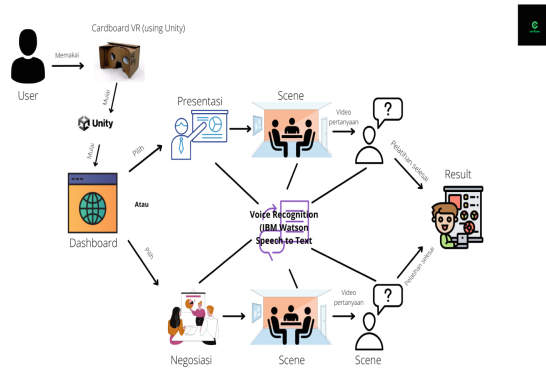 Cardboard VR (using Unity)
Memakai
User
Mulai
Unity
Mulai
Dashboard
Atau
Pilih
Pilih
Presentasi
Scene
Video
pertanyaan
?
Pelatihan selesai
Result
Voice Recognition
(IBM Watson
Speech to Text
Negosiasi
Scene
Video
pertanyaan
?
Scene
Pelatihan selesai